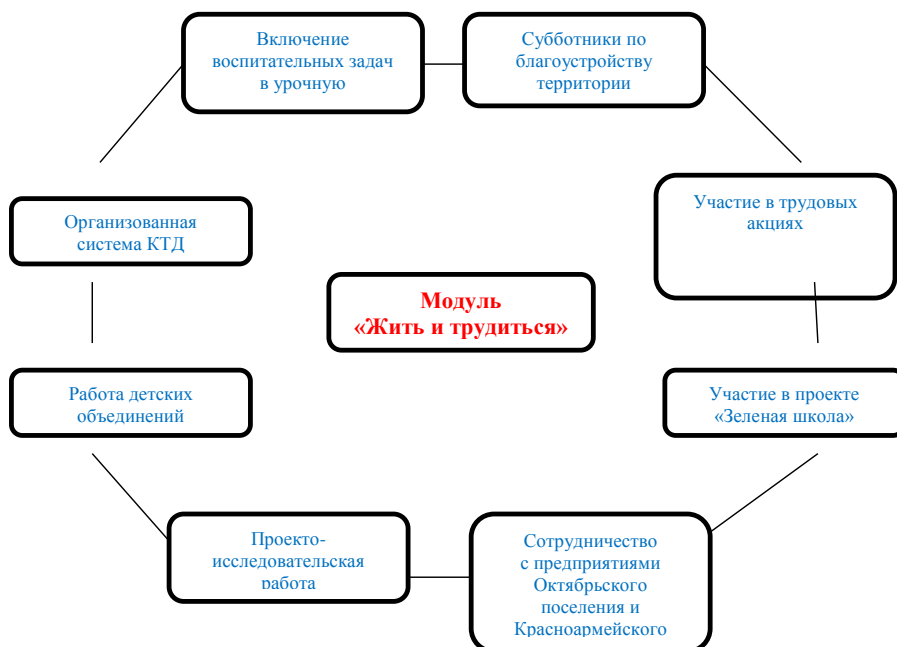 Включение
воспитательных задач
в урочную
Субботники по
благоустройству
территории
Организованная
система КТД
Участие в трудовых
акциях
Модуль
«Жить и трудиться»
Работа детских
объединений
Участие в проекте
«Зеленая школа»
Проекто-
исследовательская
работа
Сотрудничество
с предприятиями
Октябрьского
поселения и
Красноармейского